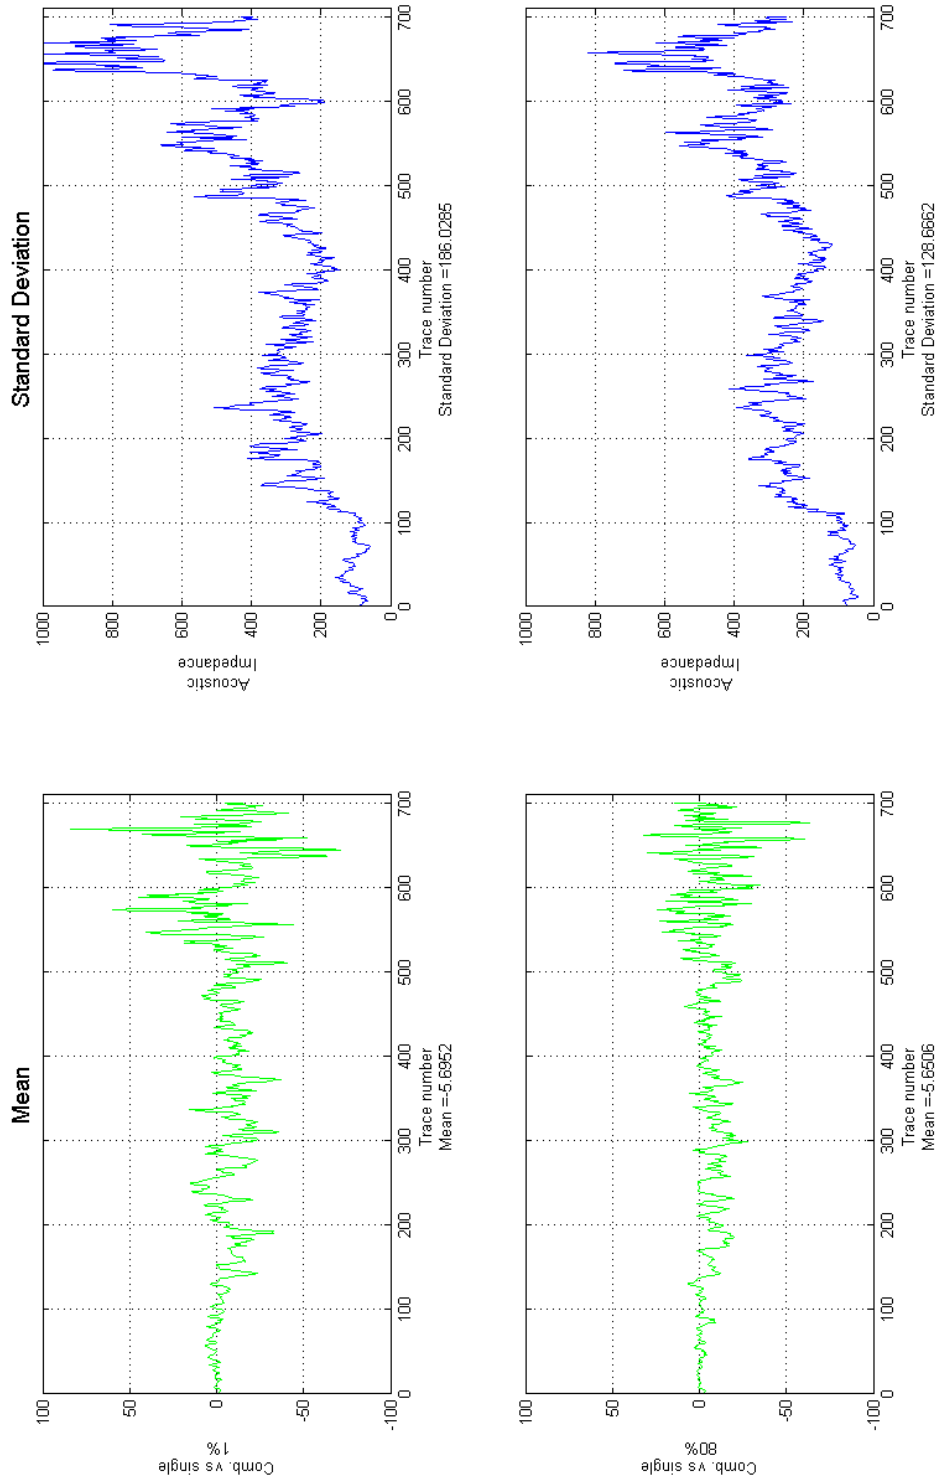 Mean
Comb. vs single
1%
100
50
0
-50
-100
0 100 200 300 400 500 600 700
Trace number
Mean =-5.6952
Standard Deviation
Acoustic
Impedance
1000
800
600
400
200
0 100 200 300 400 500 600 700
Trace number
Standard Deviation =186.0285
Comb. vs single
80%
100
50
0
-50
-100
0 100 200 300 400 500 600 700
Trace number
Mean =-5.6506
Acoustic
Impedance
1000
800
600
400
200
0 100 200 300 400 500 600 700
Trace number
Standard Deviation =128.6662